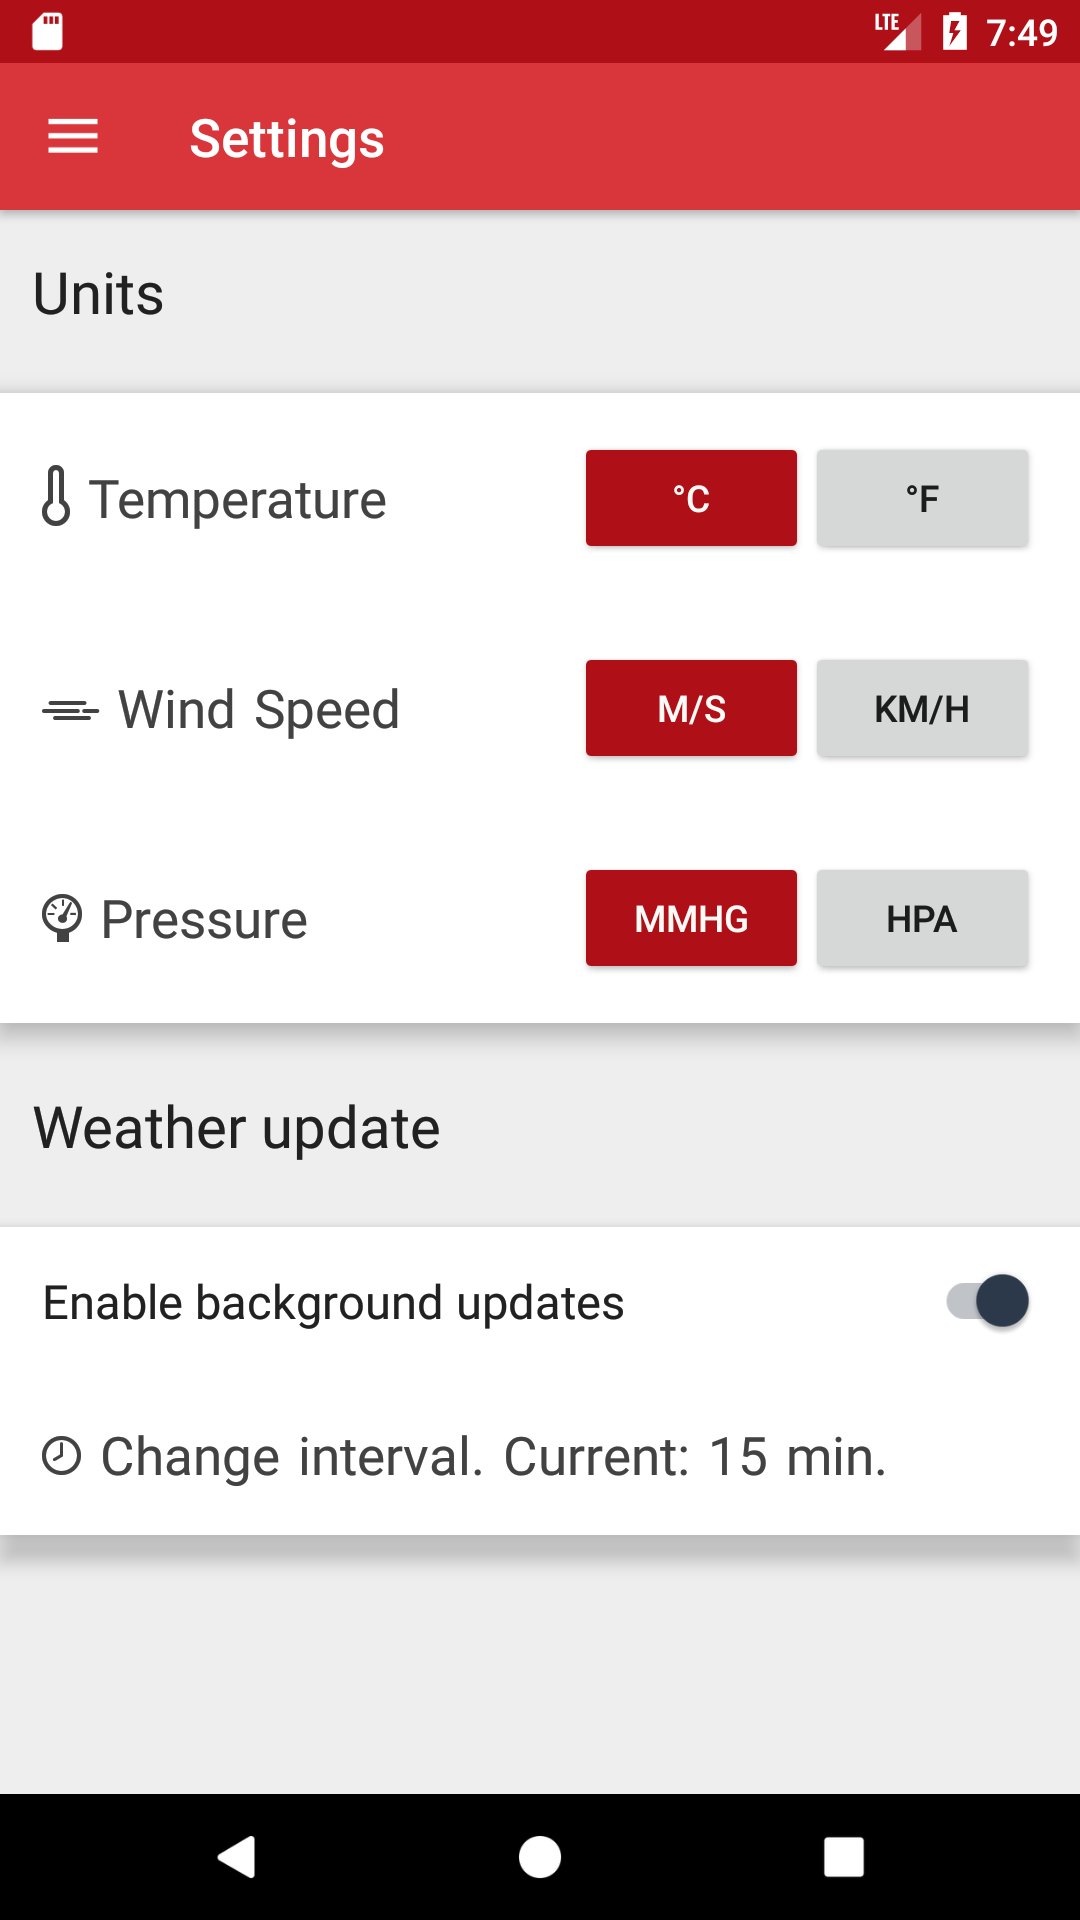 LTE 7:49
Settings
Units
Temperature °C °F
Wind Speed M/S KM/H
Pressure MMHG HPA
Weather update
Enable background updates
Change interval. Current: 15 min.